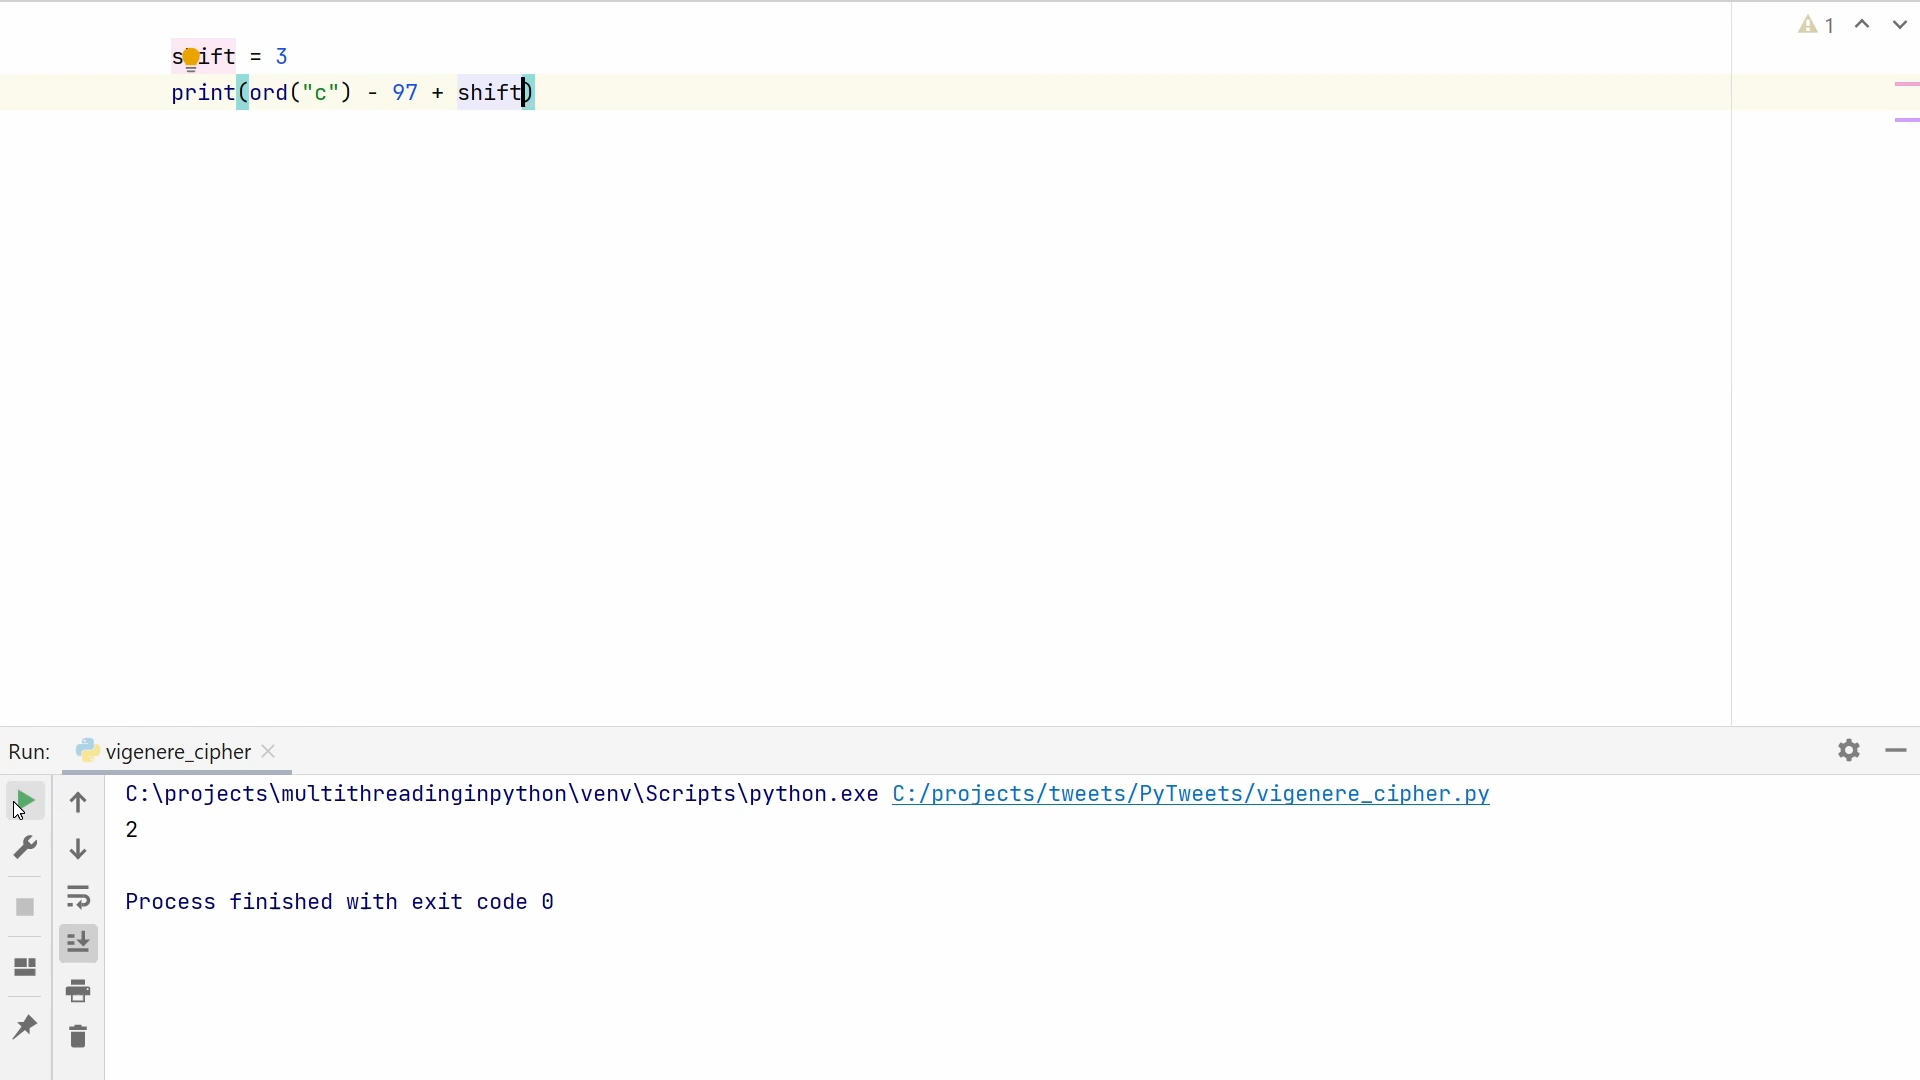 1
shift = 3
print(ord("c") - 97 + shift)
Run: vigenere_cipher
C:\projects\multithreadinginpython\venv\Scripts\python.exe C:/projects/tweets/PyTweets/vigenere_cipher.py
2
Process finished with exit code 0